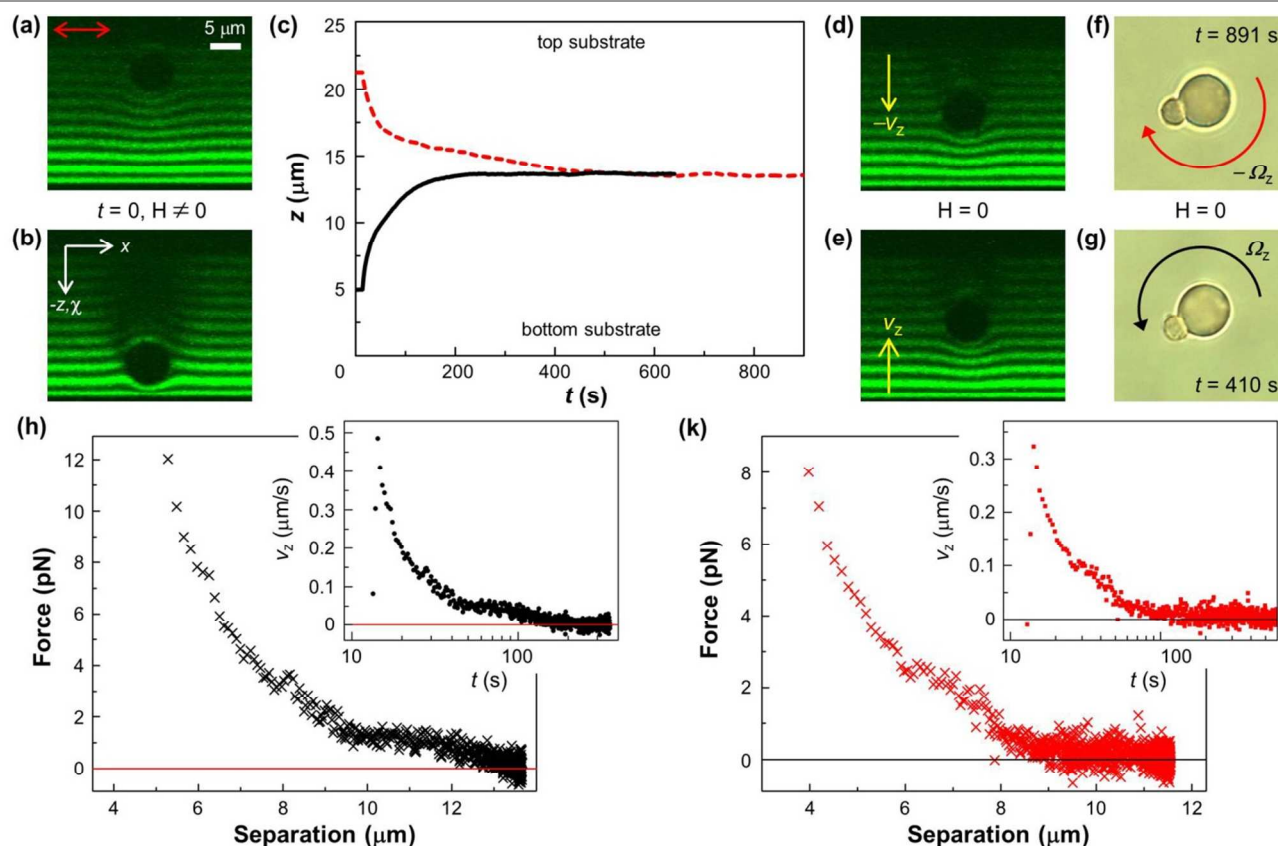 (a)
5 μm
t = 0, H ≠ 0
(b)
x
-z,χ
(c)
top substrate
25
20
15
10
5
z (μm)
bottom substrate
0 200 400 600 800
t (s)
(d)
−vz
H = 0
(e)
vz
(f)
t = 891 s
−Ωz
H = 0
(g)
Ωz
t = 410 s
(h)
12
10
8
6
4
2
0
Force (pN)
4 6 8 10 12
Separation (μm)
0.5
0.4
0.3
0.2
0.1
0
vz (μm/s)
10 100
t (s)
(k)
8
6
4
2
0
Force (pN)
4 6 8 10 12
Separation (μm)
0.3
0.2
0.1
0
vz (μm/s)
10 100
t (s)